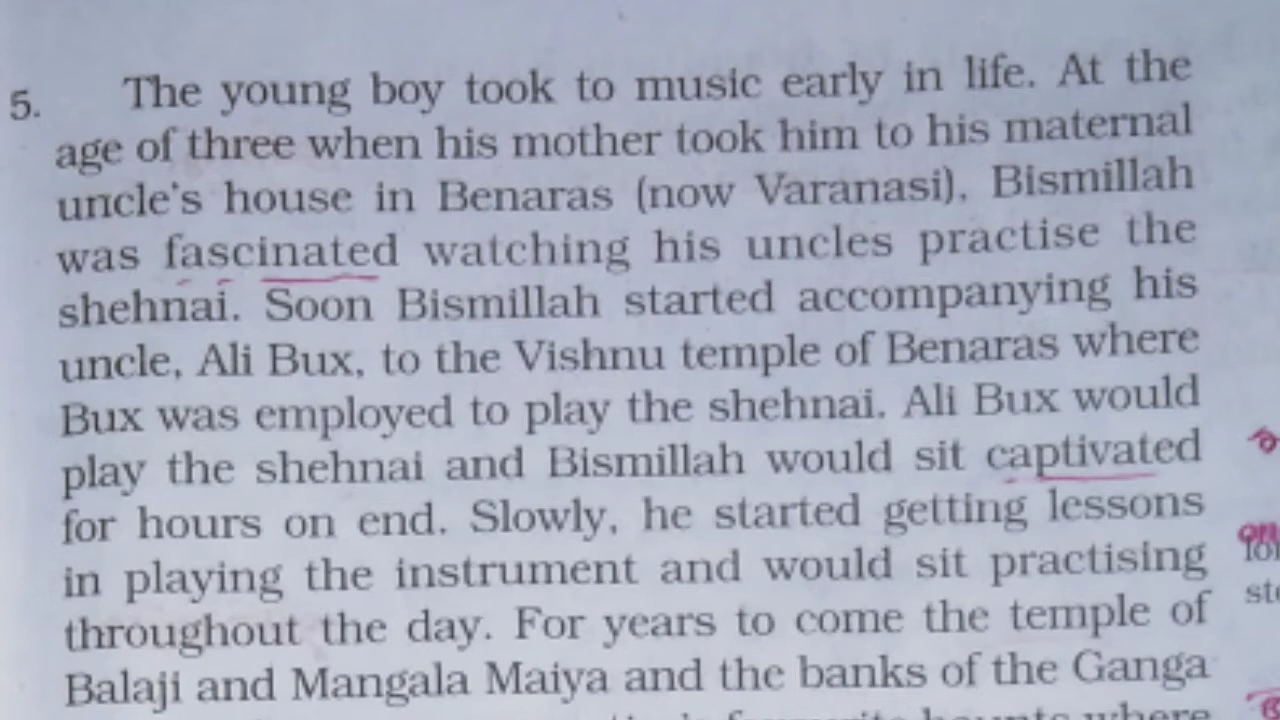 5. The young boy took to music early in life. At the
age of three when his mother took him to his maternal
uncle's house in Benaras (now Varanasi), Bismillah
was fascinated watching his uncles practise the
shehnai. Soon Bismillah started accompanying his
uncle, Ali Bux, to the Vishnu temple of Benaras where
Bux was employed to play the shehnai. Ali Bux would
play the shehnai and Bismillah would sit captivated
for hours on end. Slowly, he started getting lessons
in playing the instrument and would sit practising
throughout the day. For years to come the temple of
Balaji and Mangala Maiya and the banks of the Ganga